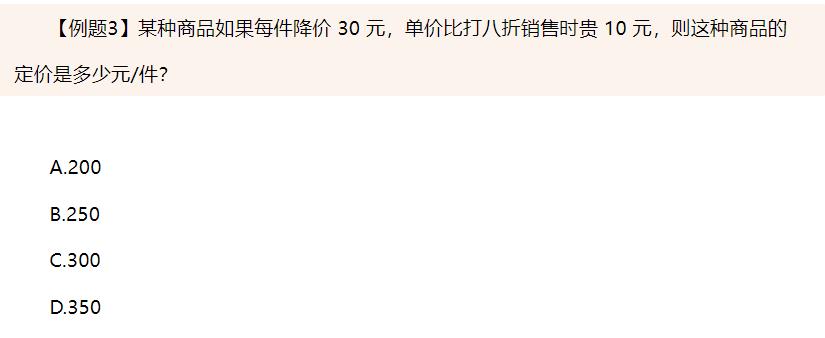 【例题3】某种商品如果每件降价 30 元，单价比打八折销售时贵 10 元，则这种商品的
定价是多少元/件？
A.200
B.250
C.300
D.350